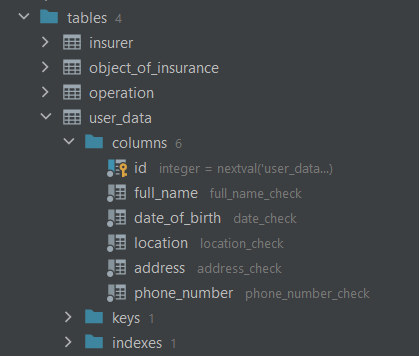 tables 4
insurer
object_of_insurance
operation
user_data
columns 6
id integer = nextval('user_data...)
full_name full_name_check
date_of_birth date_check
location location_check
address address_check
phone_number phone_number_check
keys 1
indexes 1